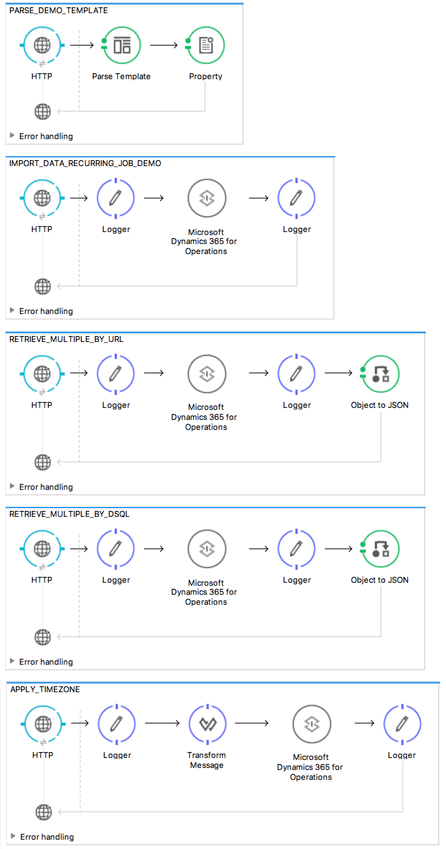 PARSE_DEMO_TEMPLATE
HTTP
Parse Template
Property
Error handling
IMPORT_DATA_RECURRING_JOB_DEMO
HTTP
Logger
Microsoft
Dynamics 365 for
Operations
Logger
Error handling
RETRIEVE_MULTIPLE_BY_URL
HTTP
Logger
Microsoft
Dynamics 365 for
Operations
Logger
Object to JSON
Error handling
RETRIEVE_MULTIPLE_BY_DSQL
HTTP
Logger
Microsoft
Dynamics 365 for
Operations
Logger
Object to JSON
Error handling
APPLY_TIMEZONE
HTTP
Logger
Transform
Message
Microsoft
Dynamics 365 for
Operations
Logger
Error handling